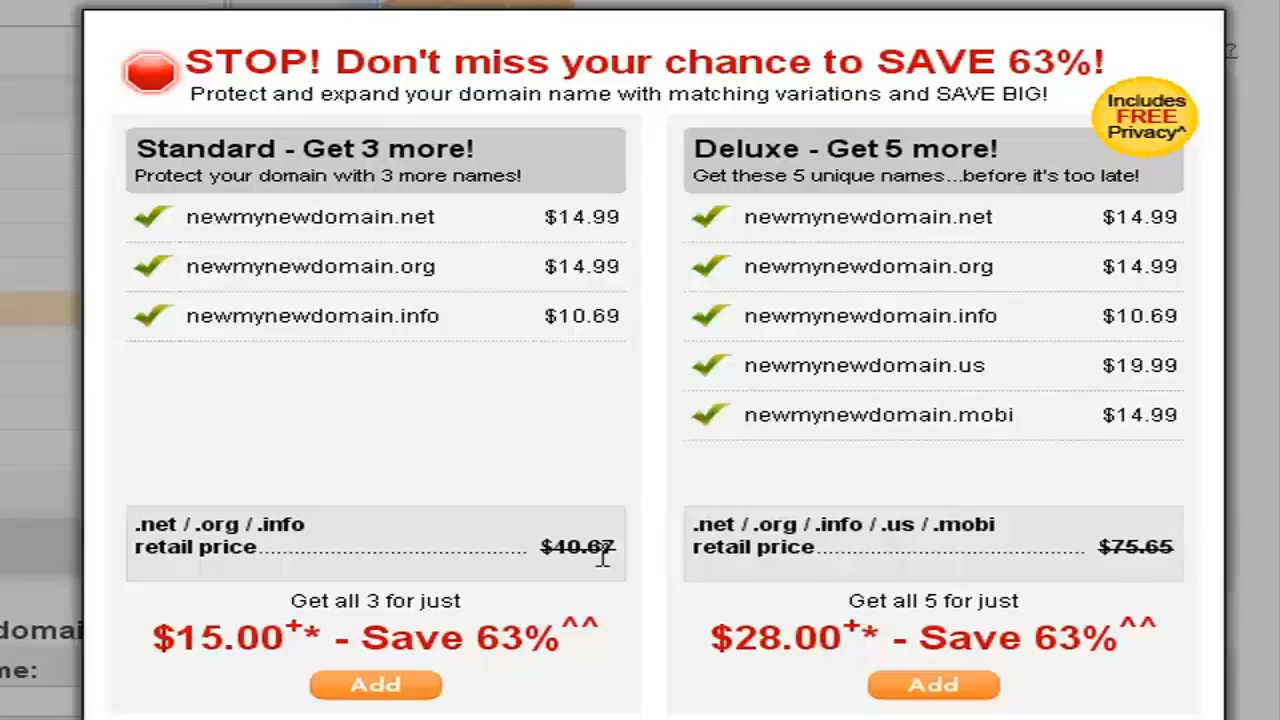 STOP! Don't miss your chance to SAVE 63%!
Protect and expand your domain name with matching variations and SAVE BIG!
Includes
FREE
Privacy^
Standard - Get 3 more!
Protect your domain with 3 more names!
newmynewdomain.net $14.99
newmynewdomain.org $14.99
newmynewdomain.info $10.69
.net / .org / .info
retail price.................................... $40.67
Get all 3 for just
$15.00+* - Save 63%^^
Add
Deluxe - Get 5 more!
Get these 5 unique names...before it's too late!
newmynewdomain.net $14.99
newmynewdomain.org $14.99
newmynewdomain.info $10.69
newmynewdomain.us $19.99
newmynewdomain.mobi $14.99
.net / .org / .info / .us / .mobi
retail price.................................... $75.65
Get all 5 for just
$28.00+* - Save 63%^^
Add
?